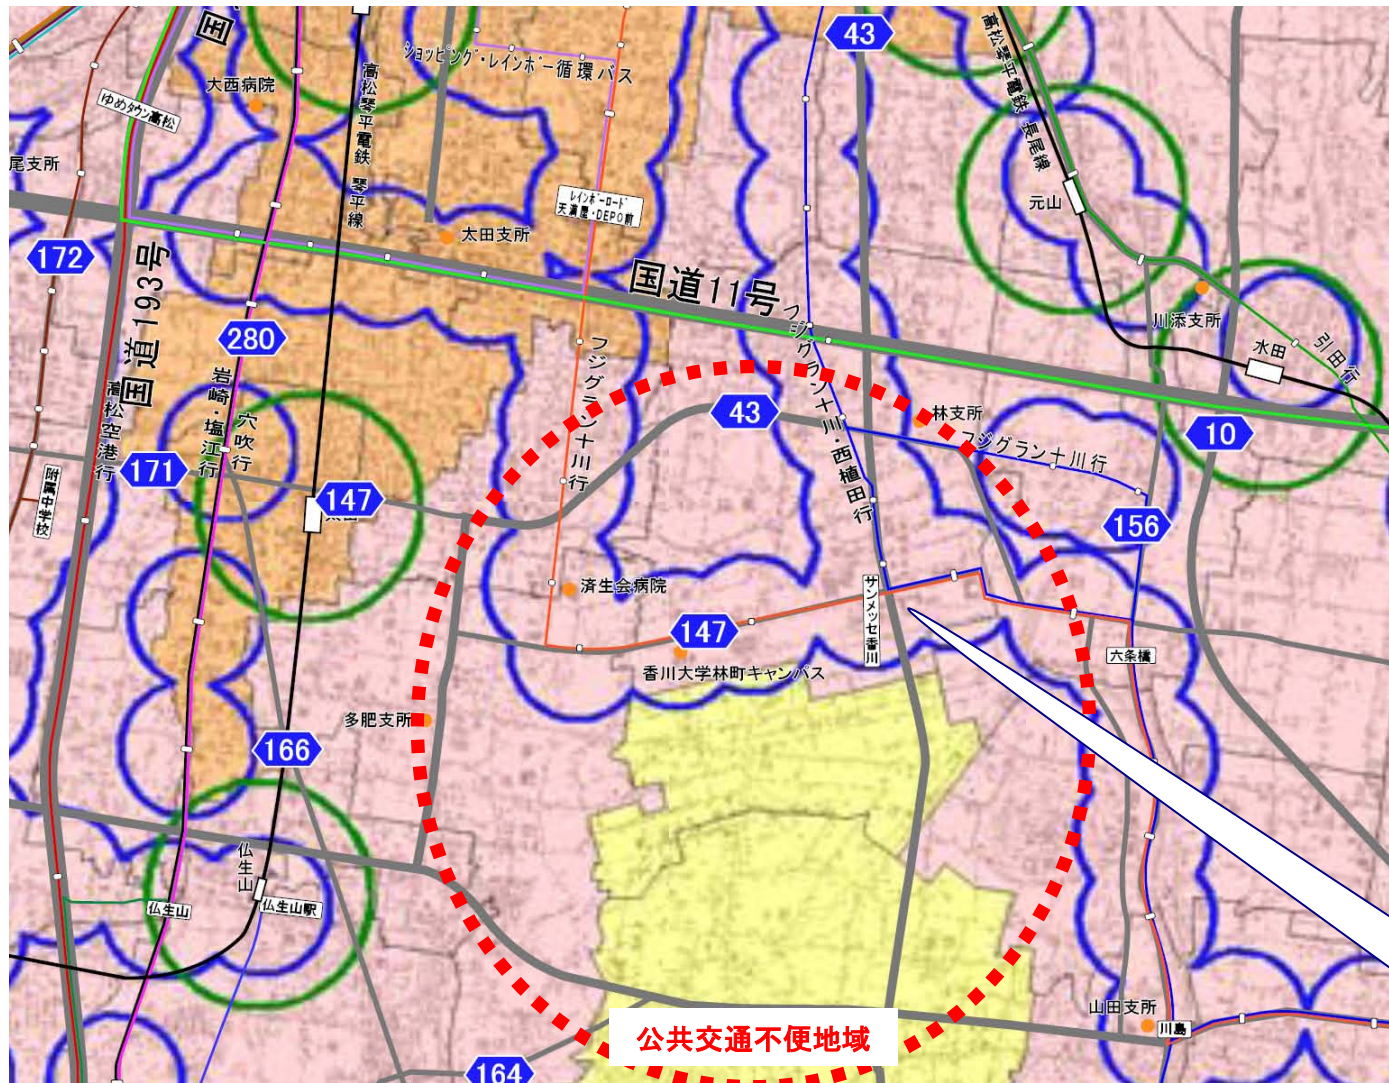 国
43
ショッピング・レインボー循環バス
大西病院
ゆめタウン高松
尾支所
高松琴平電鉄 琴平線
高松琴平電鉄 長尾線
元山
レインボーロード
天満屋・DEPO前
太田支所
172
国道193号
国道11号
川添支所
水田
引田行
280
高松空港行
岩崎・塩江行
穴吹行
フジグラン十川行
フジグラン十川・西植田行
43
林支所
フジグラン十川行
10
171
147
附属中学校
156
済生会病院
サンメッセ香川
147
六条橋
香川大学林町キャンパス
多肥支所
166
仏生山
仏生山
仏生山駅
山田支所
川島
公共交通不便地域
164